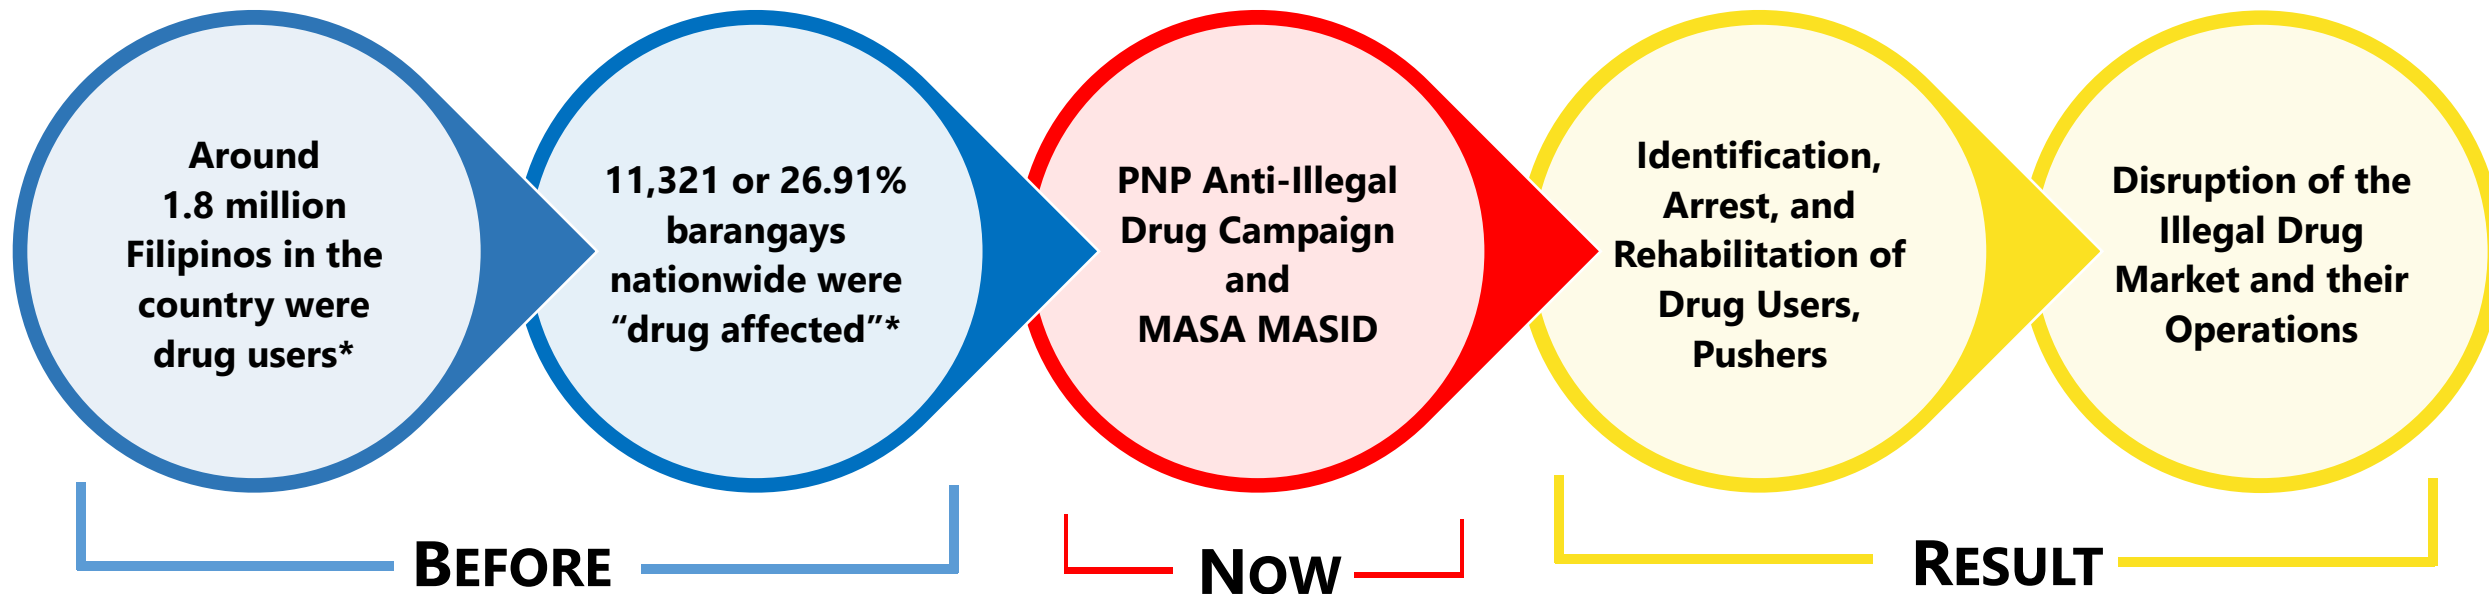 Around
1.8 million
Filipinos in the
country were
drug users*
11,321 or 26.91%
barangays
nationwide were
“drug affected”*
PNP Anti-Illegal
Drug Campaign
and
MASA MASID
Identification,
Arrest, and
Rehabilitation of
Drug Users,
Pushers
Disruption of the
Illegal Drug
Market and their
Operations
BEFORE
NOW
RESULT